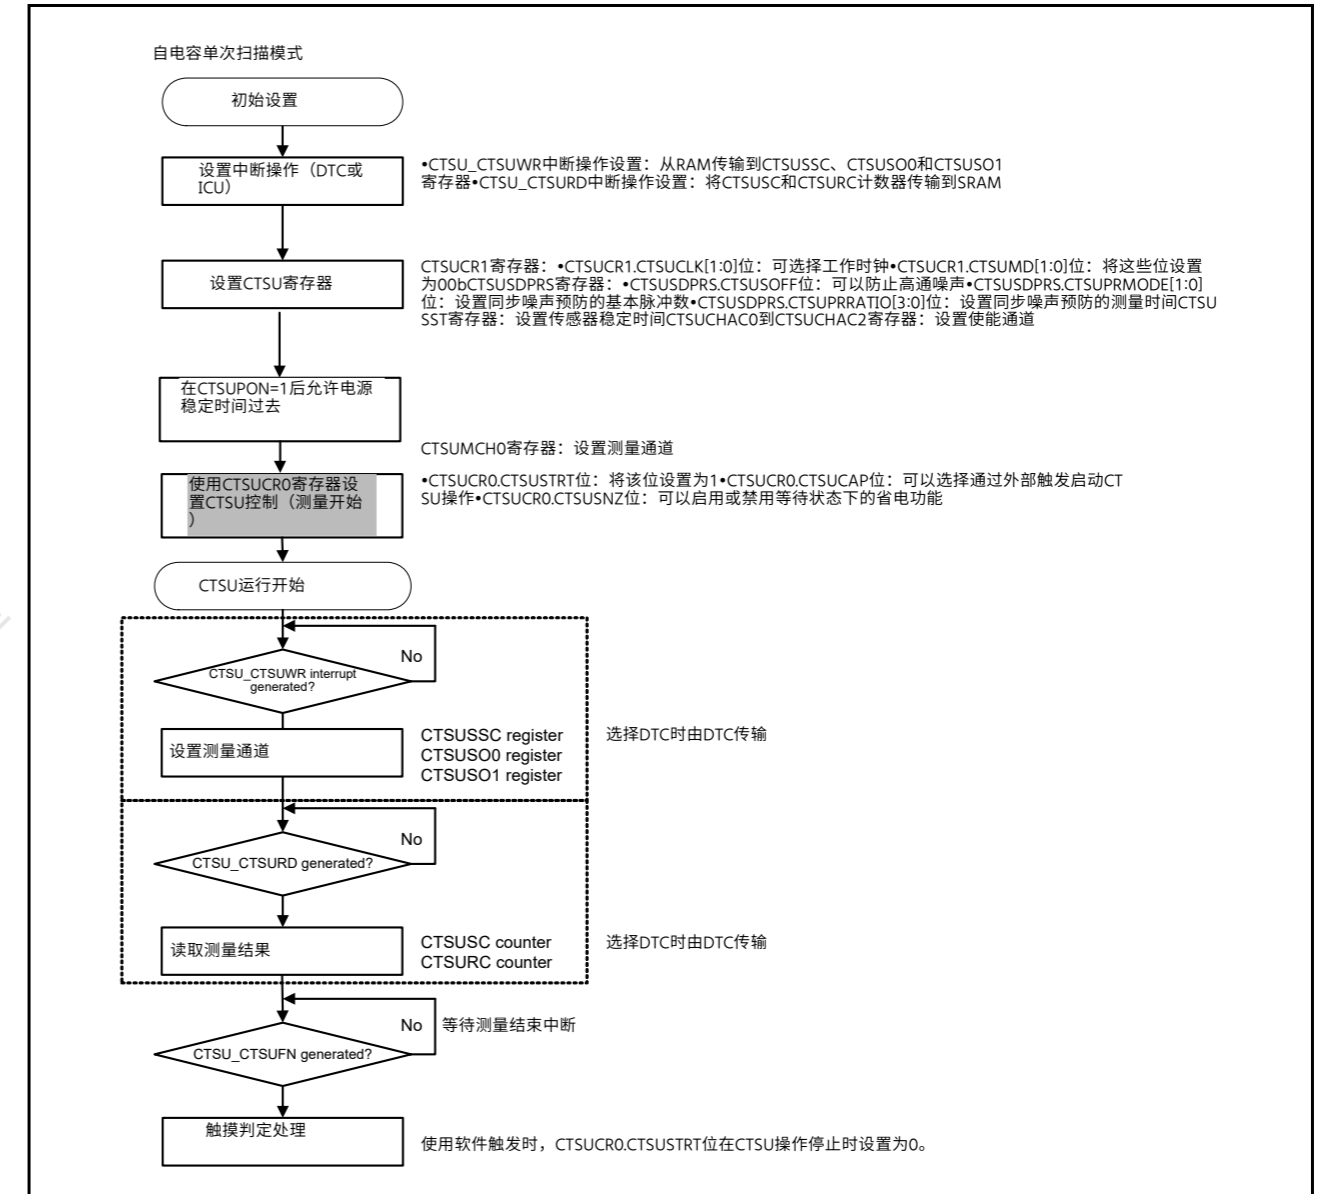 自电容单次扫描模式
初始设置
设置中断操作（DTC或
ICU）
•CTSU_CTSUWR中断操作设置：从RAM传输到CTSUSSC、CTSUSO0和CTSUSO1
寄存器•CTSU_CTSURD中断操作设置：将CTSUSC和CTSURC计数器传输到SRAM
设置CTSU寄存器
CTSUCR1寄存器：•CTSUCR1.CTSUCLK[1:0]位：可选择工作时钟•CTSUCR1.CTSUMD[1:0]位：将这些位设置
为00bCTSUSDPRS寄存器：•CTSUSDPRS.CTSUSOFF位：可以防止高通噪声•CTSUSDPRS.CTSUPRMODE[1:0]
位：设置同步噪声预防的基本脉冲数•CTSUSDPRS.CTSUPRRATIO[3:0]位：设置同步噪声预防的测量时间CTSU
SST寄存器：设置传感器稳定时间CTSUCHAC0到CTSUCHAC2寄存器：设置使能通道
在CTSUPON=1后允许电源
稳定时间过去
CTSUMCH0寄存器：设置测量通道
使用CTSUCR0寄存器设
置CTSU控制（测量开始
）
•CTSUCR0.CTSUSTRT位：将该位设置为1•CTSUCR0.CTSUCAP位：可以选择通过外部触发启动CT
SU操作•CTSUCR0.CTSUSNZ位：可以启用或禁用等待状态下的省电功能
CTSU运行开始
No
CTSU_CTSUWR interrupt
generated?
设置测量通道
CTSUSSC register
CTSUSO0 register
CTSUSO1 register
选择DTC时由DTC传输
No
CTSU_CTSURD generated?
读取测量结果
CTSUSC counter
CTSURC counter
选择DTC时由DTC传输
No
等待测量结束中断
CTSU_CTSUFN generated?
触摸判定处理
使用软件触发时，CTSUCR0.CTSUSTRT位在CTSU操作停止时设置为0。